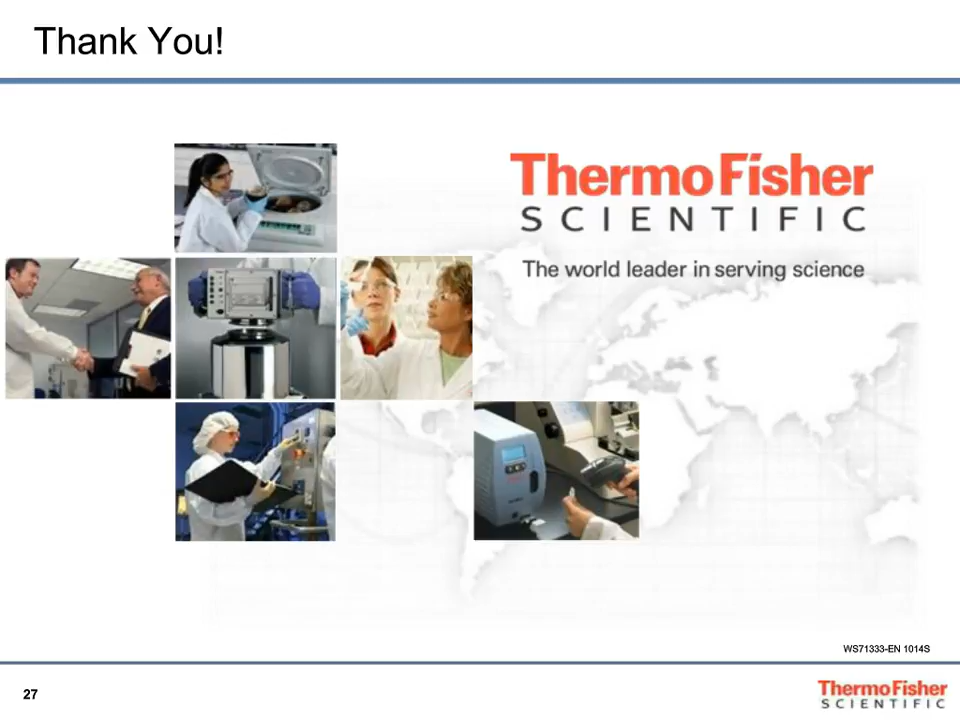 Thank You!
ThermoFisher
SCIENTIFIC
The world leader in serving science
WS71333-EN 1014S
27
ThermoFisher
SCIENTIFIC